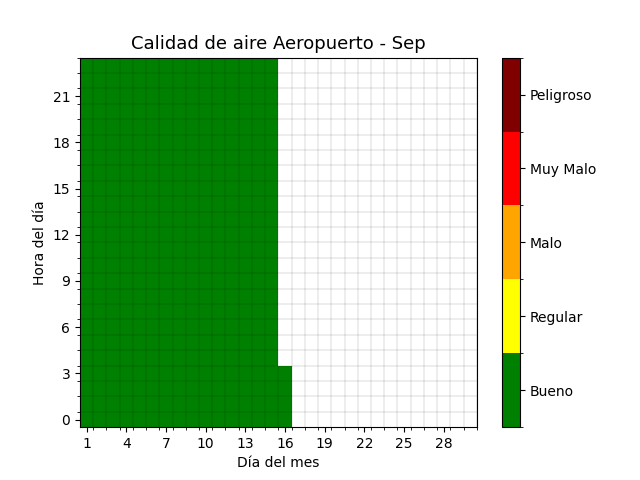 Calidad de aire Aeropuerto - Sep
21
18
15
12
9
6
3
0
Hora del día
1 4 7 10 13 16 19 22 25 28
Día del mes
Peligroso
Muy Malo
Malo
Regular
Bueno